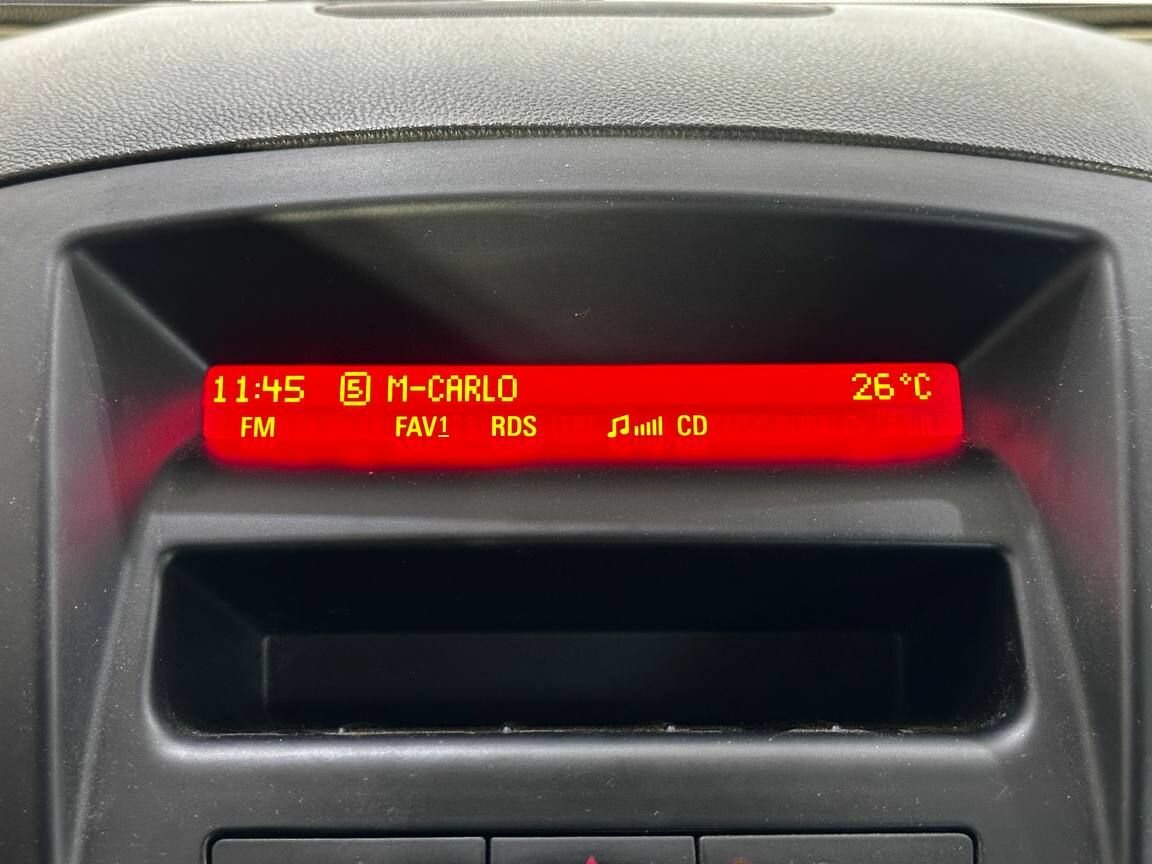 11:45 5 M-CARLO 26°C
FM FAV1 RDS CD